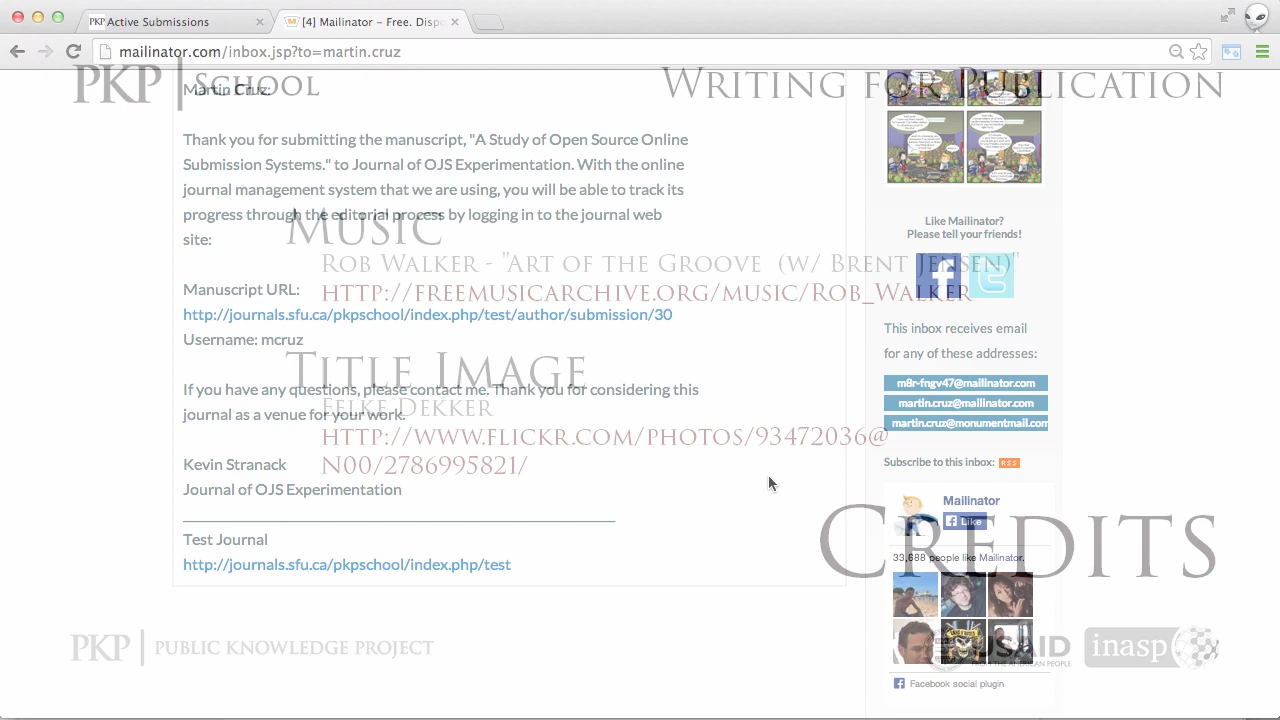 PKP Active Submissions
[4] Mailinator – Free. Dispo
mailinator.com/inbox.jsp?to=martin.cruz
PKP | School
Writing for Publication
Martin Cruz:
Thank you for submitting the manuscript, "A Study of Open Source Online
Submission Systems." to Journal of OJS Experimentation. With the online
journal management system that we are using, you will be able to track its
progress through the editorial process by logging in to the journal web
site:
Manuscript URL:
http://journals.sfu.ca/pkpschool/index.php/test/author/submission/30
Username: mcruz
If you have any questions, please contact me. Thank you for considering this
journal as a venue for your work.
Kevin Stranack
Journal of OJS Experimentation
Test Journal
http://journals.sfu.ca/pkpschool/index.php/test
Music
Rob Walker - "Art of the Groove (w/ Brent Jensen)"
http://freemusicarchive.org/music/Rob_Walker
Title Image
Dekker
http://www.flickr.com/photos/93472036@
N00/2786995821/
Like Mailinator?
Please tell your friends!
This inbox receives email
for any of these addresses:
m8r-fngv47@mailinator.com
martin.cruz@mailinator.com
martin.cruz@monumentmail.com
Subscribe to this inbox: RSS
Mailinator
Like
33,688 people like Mailinator.
Facebook social plugin
Credits
PKP | PUBLIC KNOWLEDGE PROJECT
USAID
FROM THE AMERICAN PEOPLE
inasp